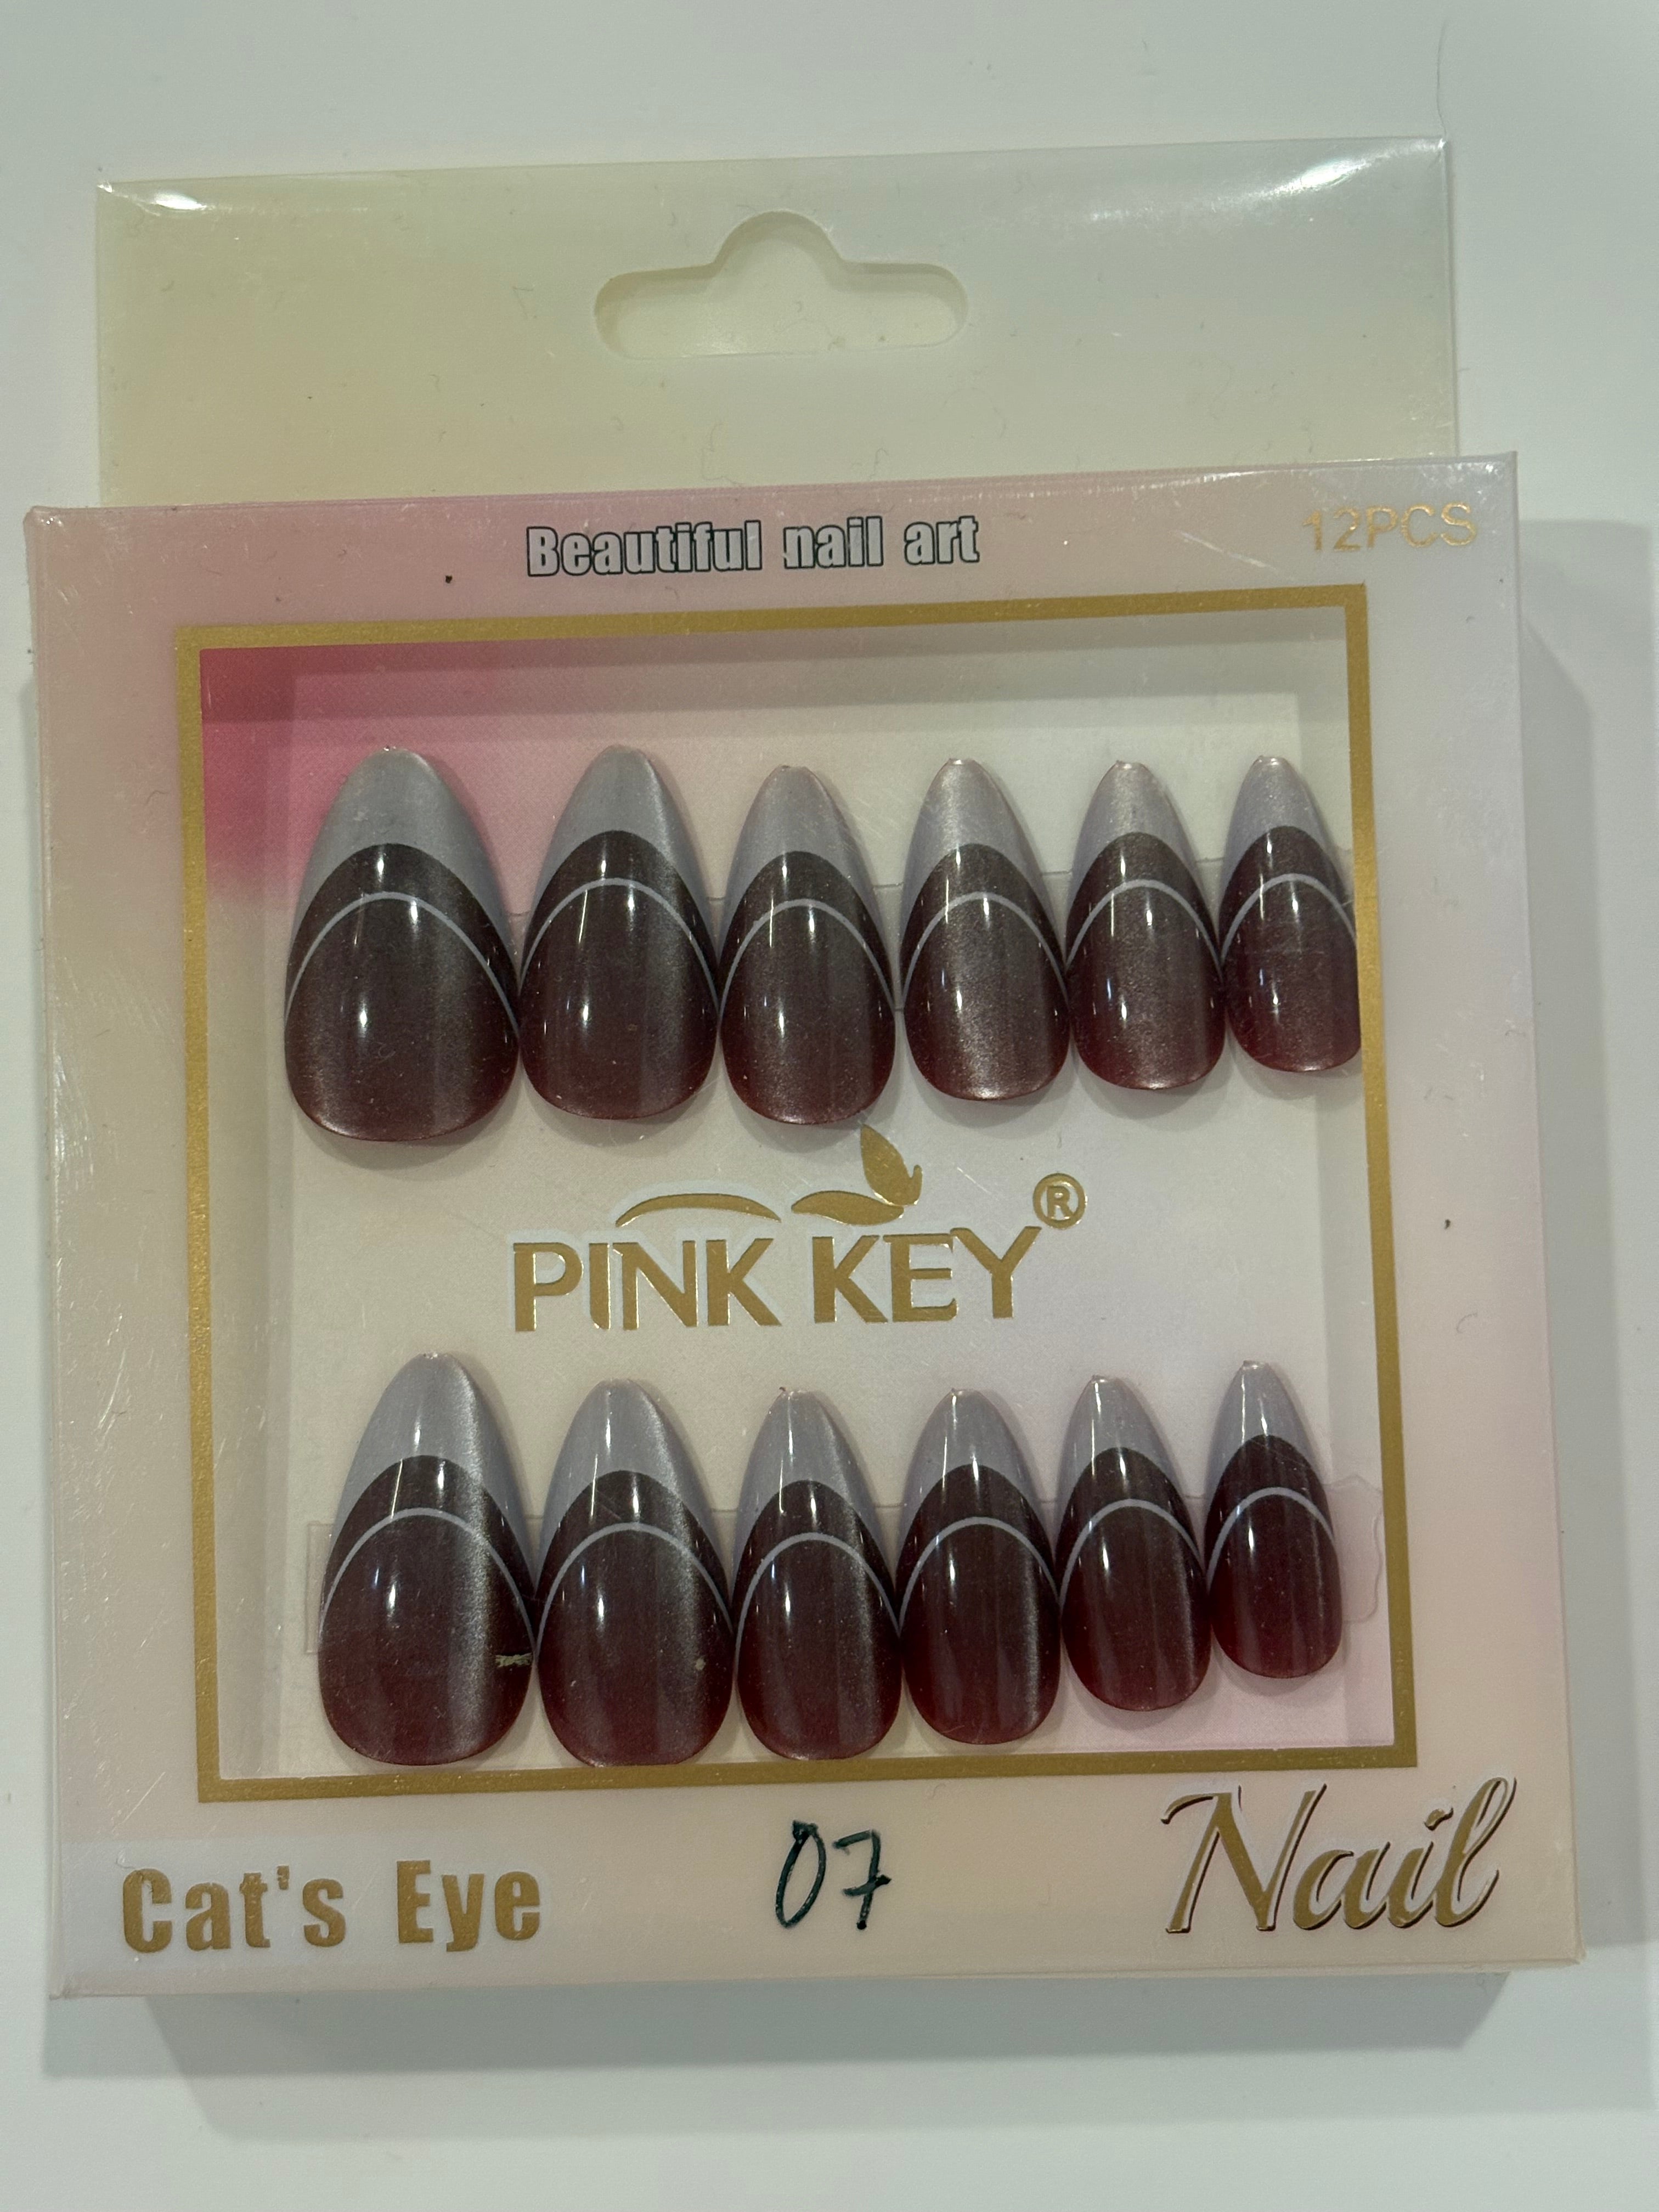 Beautiful nail art
12PCS
PINK KEY®
Cat's Eye
07
Nail